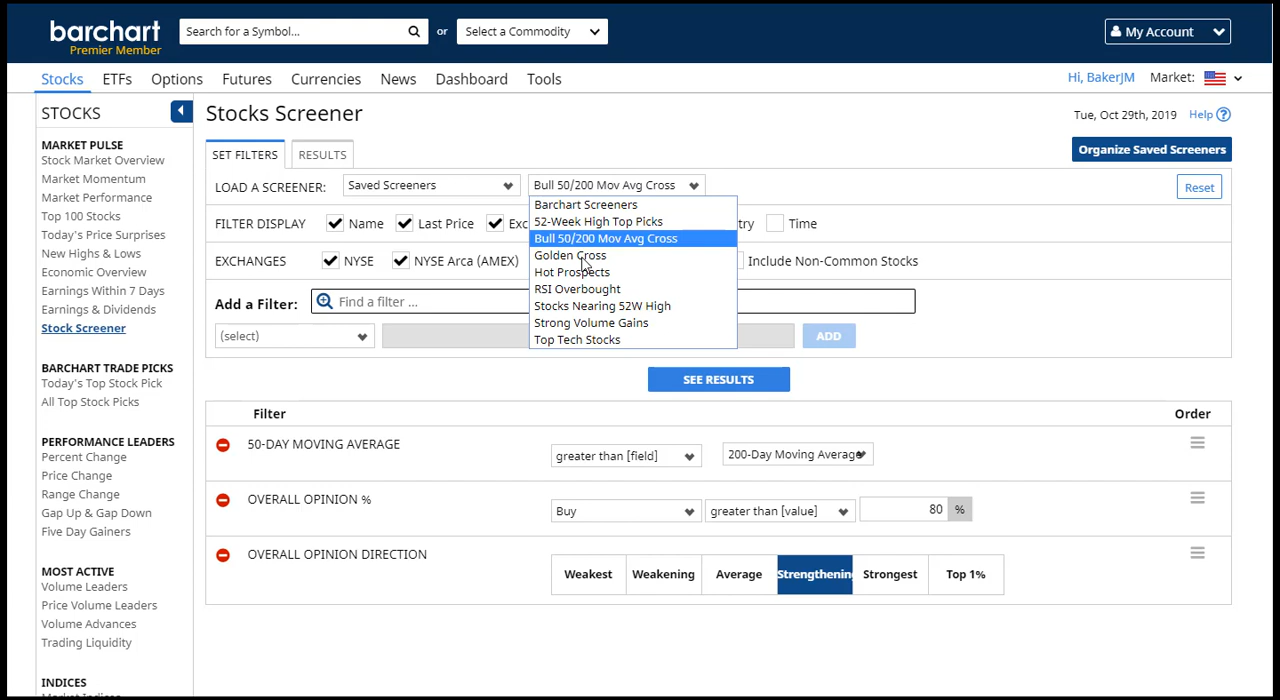 barchart
Premier Member
Search for a Symbol...
or
Select a Commodity
My Account
Stocks ETFs Options Futures Currencies News Dashboard Tools
Hi, BakerJM Market:
STOCKS
Stocks Screener
Tue, Oct 29th, 2019 Help ?
MARKET PULSE
Stock Market Overview
Market Momentum
Market Performance
Top 100 Stocks
Today's Price Surprises
New Highs & Lows
Economic Overview
Earnings Within 7 Days
Earnings & Dividends
Stock Screener
BARCHART TRADE PICKS
Today's Top Stock Pick
All Top Stock Picks
PERFORMANCE LEADERS
Percent Change
Price Change
Range Change
Gap Up & Gap Down
Five Day Gainers
MOST ACTIVE
Volume Leaders
Price Volume Leaders
Volume Advances
Trading Liquidity
INDICES
SET FILTERS RESULTS
Organize Saved Screeners
LOAD A SCREENER: Saved Screeners Bull 50/200 Mov Avg Cross Reset
Barchart Screeners
52-Week High Top Picks
Bull 50/200 Mov Avg Cross
Golden Cross
Hot Prospects
RSI Overbought
Stocks Nearing 52W High
Strong Volume Gains
Top Tech Stocks
FILTER DISPLAY Name Last Price Exc try Time
EXCHANGES NYSE NYSE Arca (AMEX) Include Non-Common Stocks
Add a Filter: Find a filter ...
(select) ADD
SEE RESULTS
Filter Order
50-DAY MOVING AVERAGE greater than [field] 200-Day Moving Average
OVERALL OPINION % Buy greater than [value] 80 %
OVERALL OPINION DIRECTION Weakest Weakening Average Strengthenin Strongest Top 1%